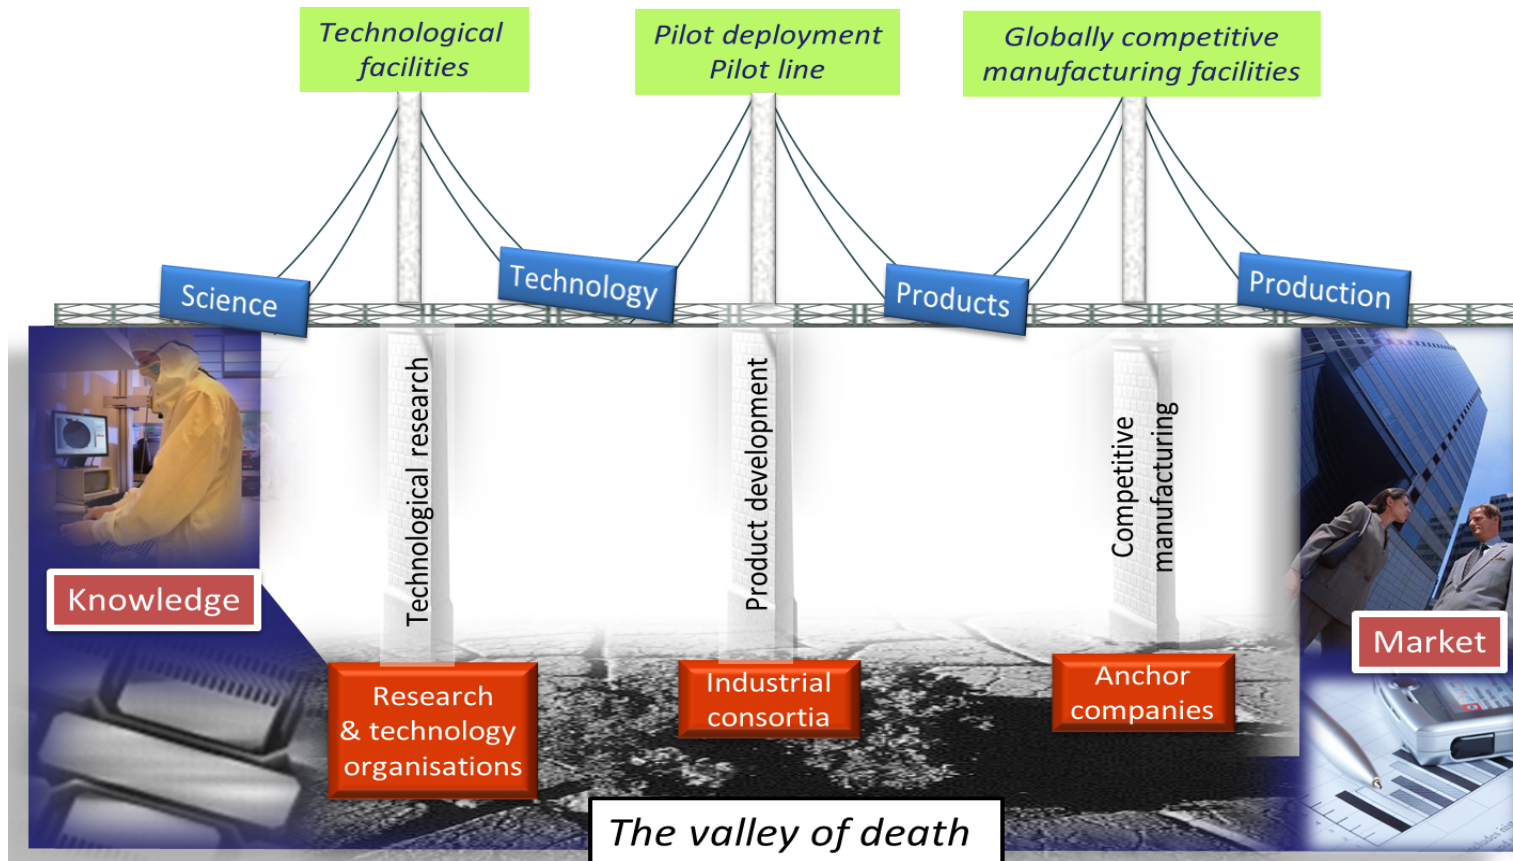 Technological
facilities
Pilot deployment
Pilot line
Globally competitive
manufacturing facilities
Science
Technology
Products
Production
Technological research
Product development
Competitive
manufacturing
Knowledge
Market
Research
& technology
organisations
Industrial
consortia
Anchor
companies
The valley of death